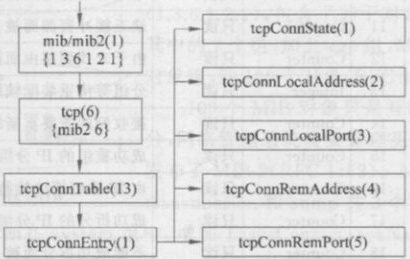 mib/mib2(1)
{1 3 6 1 2 1}
tcp(6)
{mib2 6}
tcpConnTable(13)
tcpConnEntry(1)
tcpConnState(1)
tcpConnLocalAddress(2)
tcpConnLocalPort(3)
tcpConnRemAddress(4)
tcpConnRemPort(5)